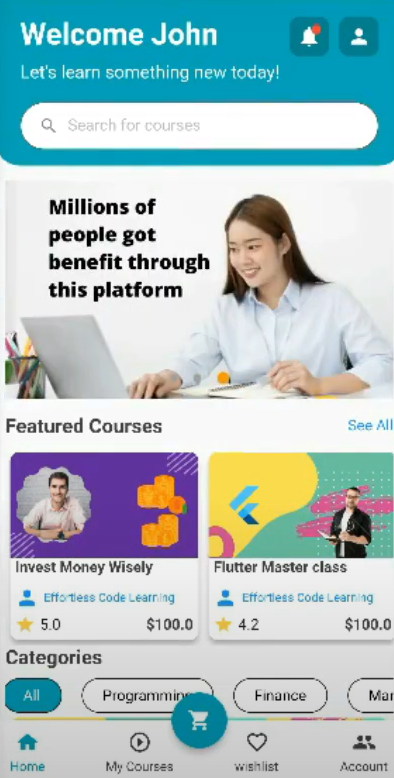 Welcome John
Let's learn something new today!
Search for courses
Millions of
people got
benefit through
this platform
Featured Courses
See All
Invest Money Wisely
Flutter Master class
Effortless Code Learning
Effortless Code Learning
5.0
$100.0
4.2
$100.0
Categories
All
Programming
Finance
Mar
Home
My Courses
wishlist
Account